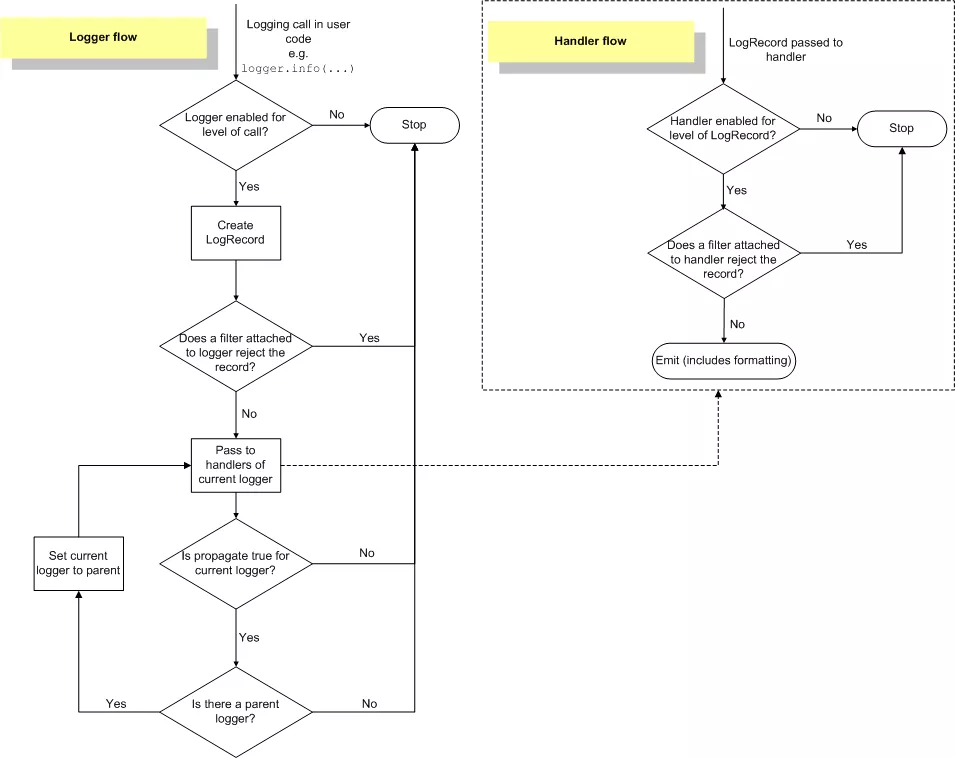 Logger flow
Logging call in user
code
e.g.
logger.info(...)
Logger enabled for
level of call?
No
Stop
Yes
Create
LogRecord
Does a filter attached
to logger reject the
record?
Yes
No
Pass to
handlers of
current logger
Set current
logger to parent
Is propagate true for
current logger?
No
Yes
Is there a parent
logger?
Yes
No
Handler flow
LogRecord passed to
handler
Handler enabled for
level of LogRecord?
No
Stop
Yes
Does a filter attached
to handler reject the
record?
Yes
No
Emit (includes formatting)